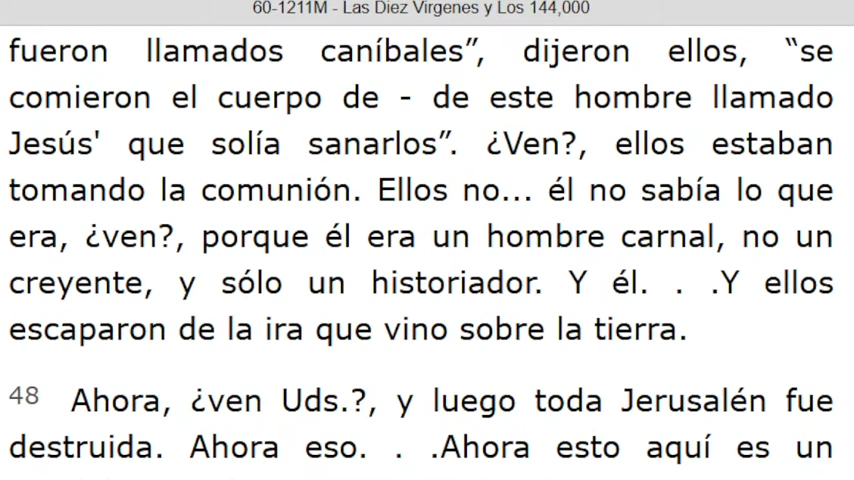 60-1211M - Las Diez Virgenes y Los 144,000
fueron llamados caníbales”, dijeron ellos, “se
comieron el cuerpo de - de este hombre llamado
Jesús' que solía sanarlos”. ¿Ven?, ellos estaban
tomando la comunión. Ellos no... él no sabía lo que
era, ¿ven?, porque él era un hombre carnal, no un
creyente, y sólo un historiador. Y él. . .Y ellos
escaparon de la ira que vino sobre la tierra.
48 Ahora, ¿ven Uds.?, y luego toda Jerusalén fue
destruida. Ahora eso. . .Ahora esto aquí es un